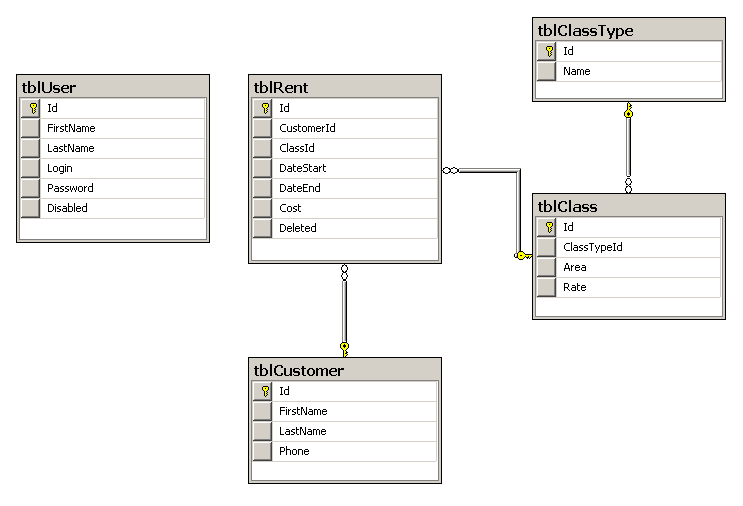 tblUser
Id
FirstName
LastName
Login
Password
Disabled
tblRent
Id
CustomerId
ClassId
DateStart
DateEnd
Cost
Deleted
tblClassType
Id
Name
tblClass
Id
ClassTypeId
Area
Rate
tblCustomer
Id
FirstName
LastName
Phone